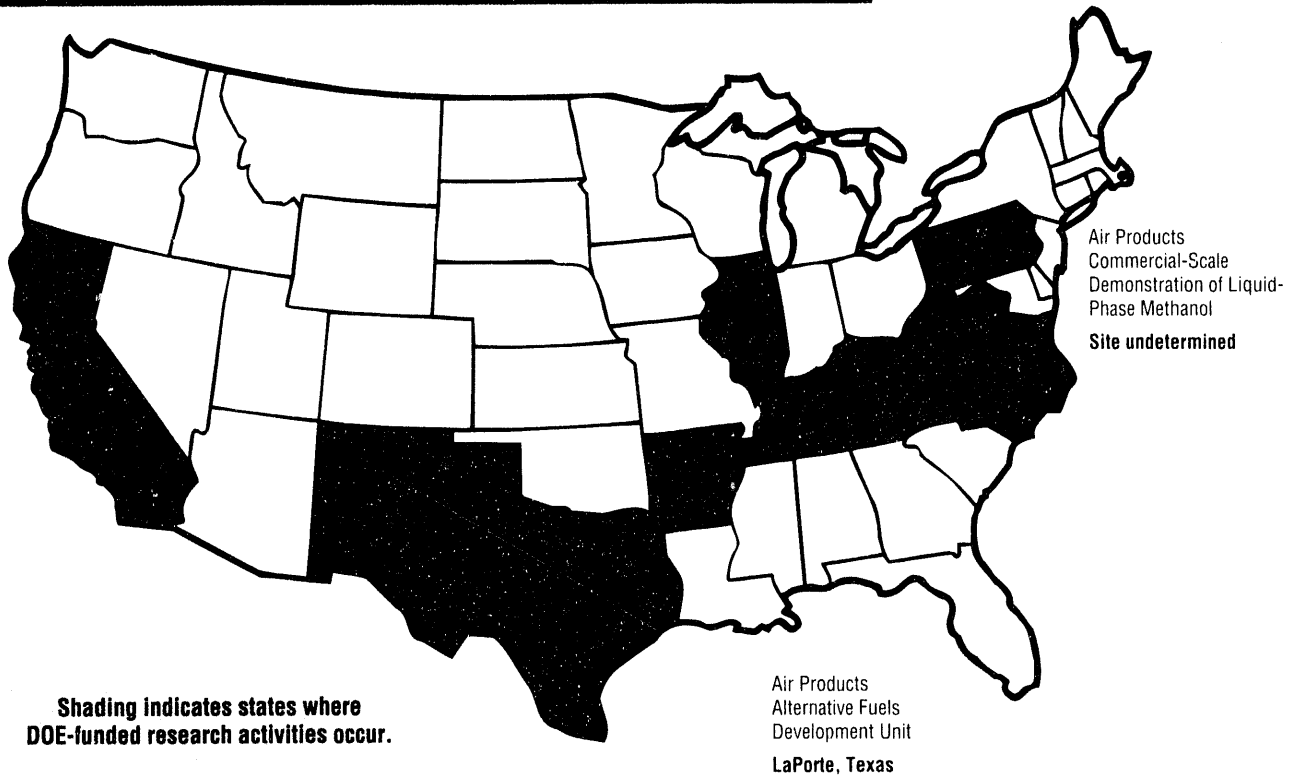 Air Products
Commercial-Scale
Demonstration of Liquid-
Phase Methanol
Site undetermined
Shading indicates states where
DOE-funded research activities occur.
Air Products
Alternative Fuels
Development Unit
LaPorte, Texas